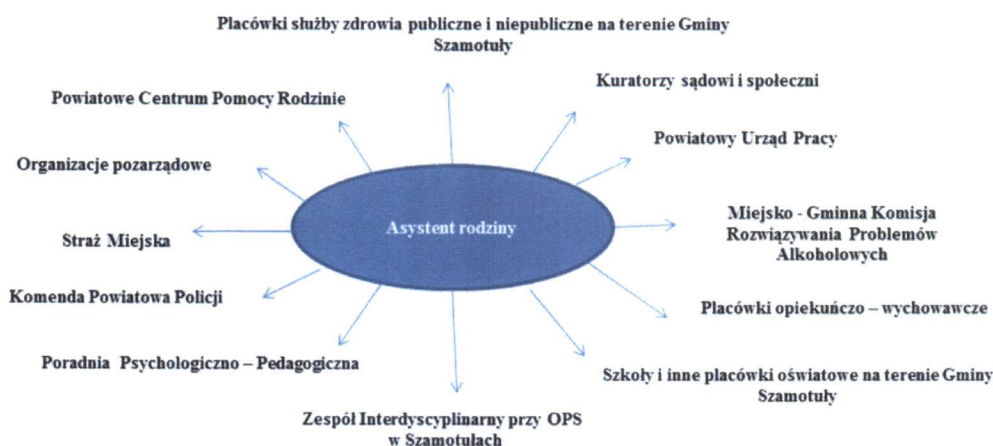 Placówki służby zdrowia publiczne i niepubliczne na terenie Gminy
Szamotuły
Kuratorzy sądowi i społeczni
Powiatowe Centrum Pomocy Rodzinie
Powiatowy Urząd Pracy
Organizacje pozarządowe
Miejsko - Gminna Komisja
Rozwiązywania Problemów
Alkoholowych
Asystent rodziny
Straż Miejska
Komenda Powiatowa Policji
Placówki opiekuńczo – wychowawcze
Poradnia Psychologiczno – Pedagogiczna
Szkoły i inne placówki oświatowe na terenie Gminy
Szamotuły
Zespół Interdyscyplinarny przy OPS
w Szamotułach